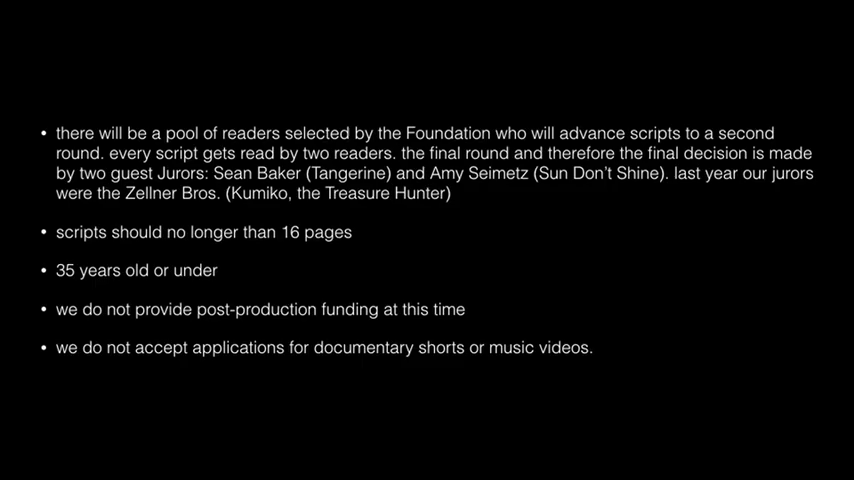 • there will be a pool of readers selected by the Foundation who will advance scripts to a second
round. every script gets read by two readers. the final round and therefore the final decision is made
by two guest Jurors: Sean Baker (Tangerine) and Amy Seimetz (Sun Don't Shine). last year our jurors
were the Zellner Bros. (Kumiko, the Treasure Hunter)
• scripts should no longer than 16 pages
• 35 years old or under
• we do not provide post-production funding at this time
• we do not accept applications for documentary shorts or music videos.